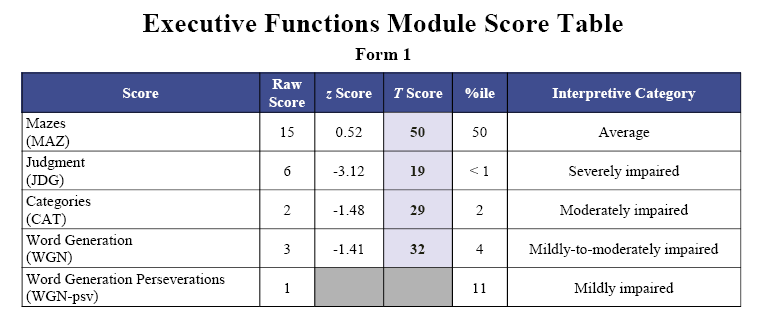 Executive Functions Module Score Table
Form 1
Score Raw Score z Score T Score %ile Interpretive Category
Mazes (MAZ) 15 0.52 50 50 Average
Judgment (JDG) 6 -3.12 19 < 1 Severely impaired
Categories (CAT) 2 -1.48 29 2 Moderately impaired
Word Generation (WGN) 3 -1.41 32 4 Mildly-to-moderately impaired
Word Generation Perseverations (WGN-psv) 1 11 Mildly impaired